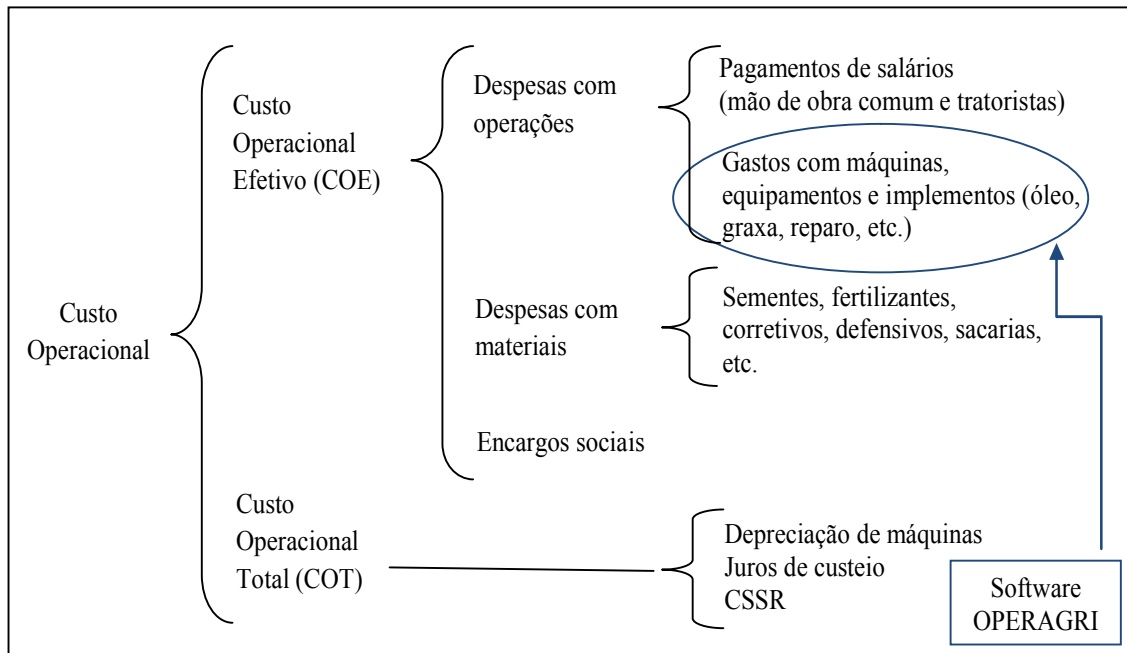 Custo
Operacional
Custo
Operacional
Efetivo (COE)
Despesas com
operações
Pagamentos de salários
(mão de obra comum e tratoristas)
Gastos com máquinas,
equipamentos e implementos (óleo,
graxa, reparo, etc.)
Despesas com
materiais
Sementes, fertilizantes,
corretivos, defensivos, sacarias,
etc.
Encargos sociais
Custo
Operacional
Total (COT)
Depreciação de máquinas
Juros de custeio
CSSR
Software
OPERAGRI